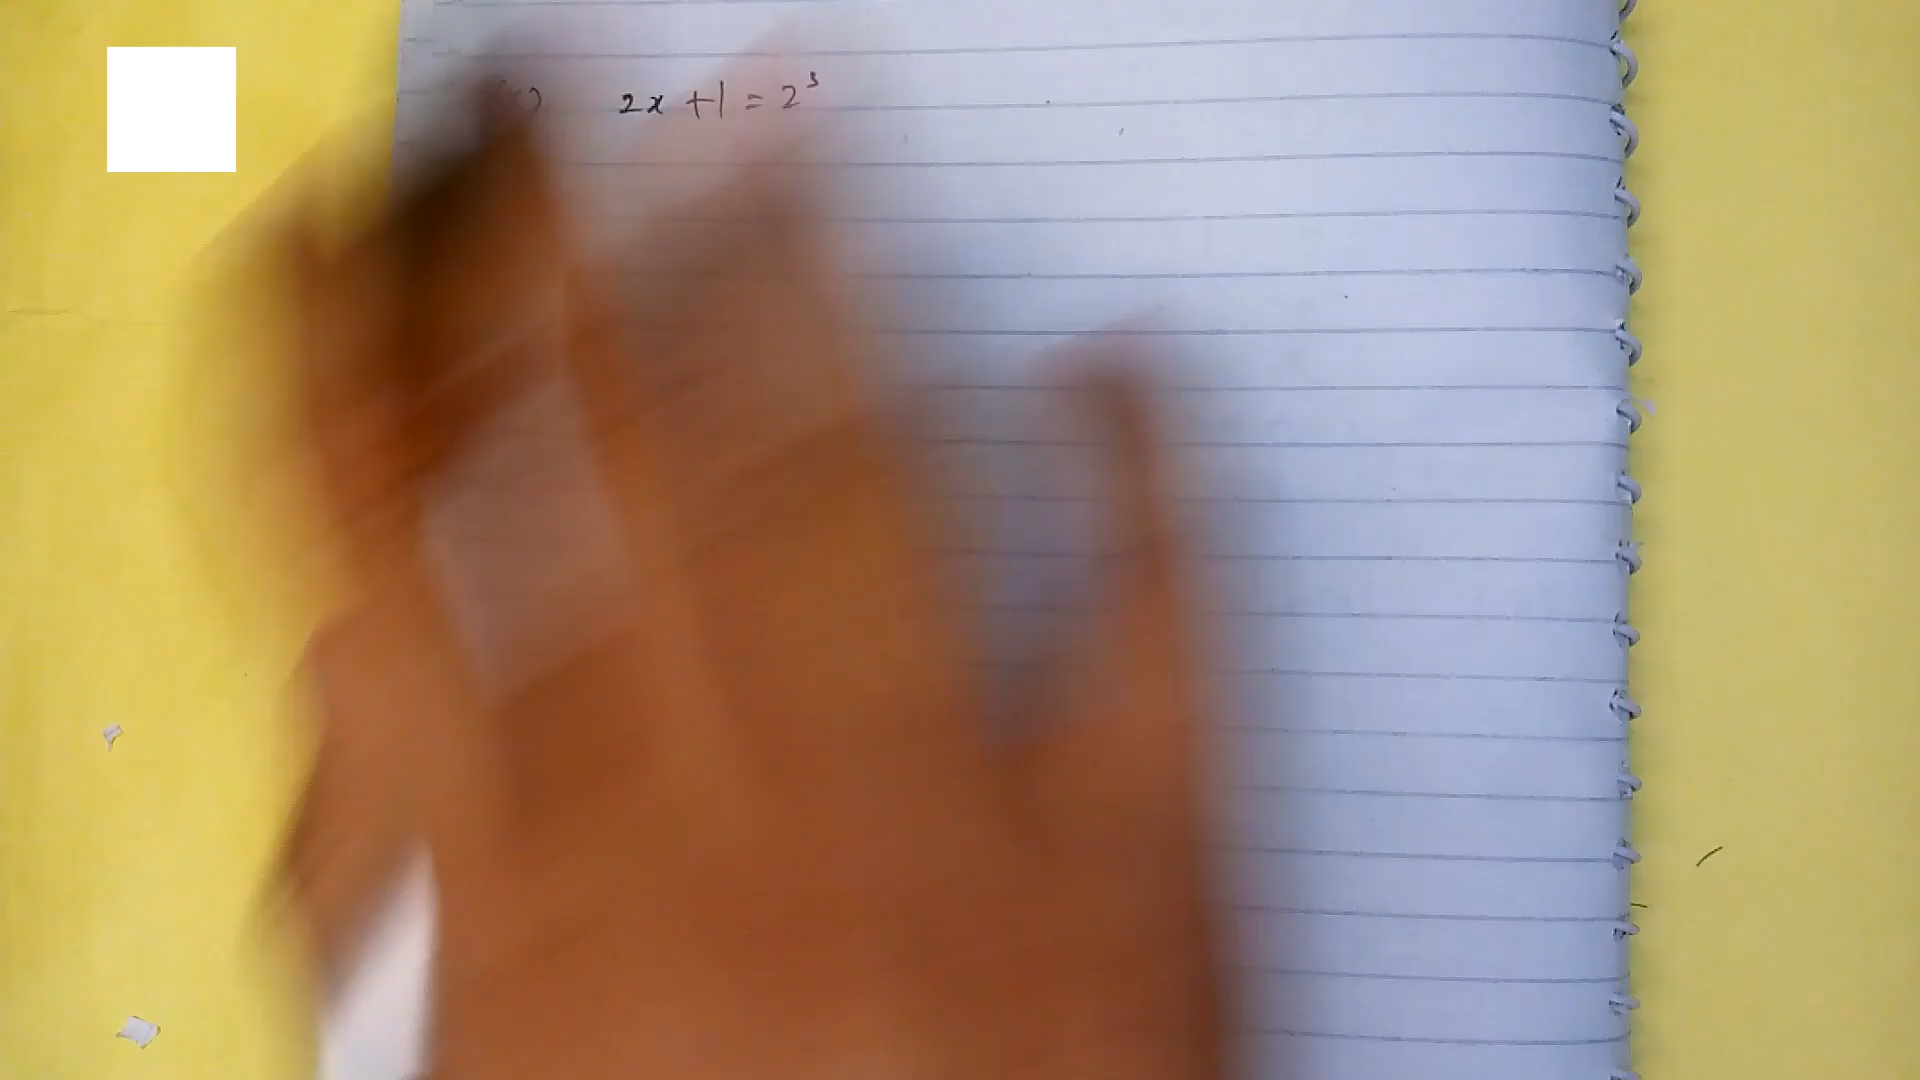 2x + 1 = 2³